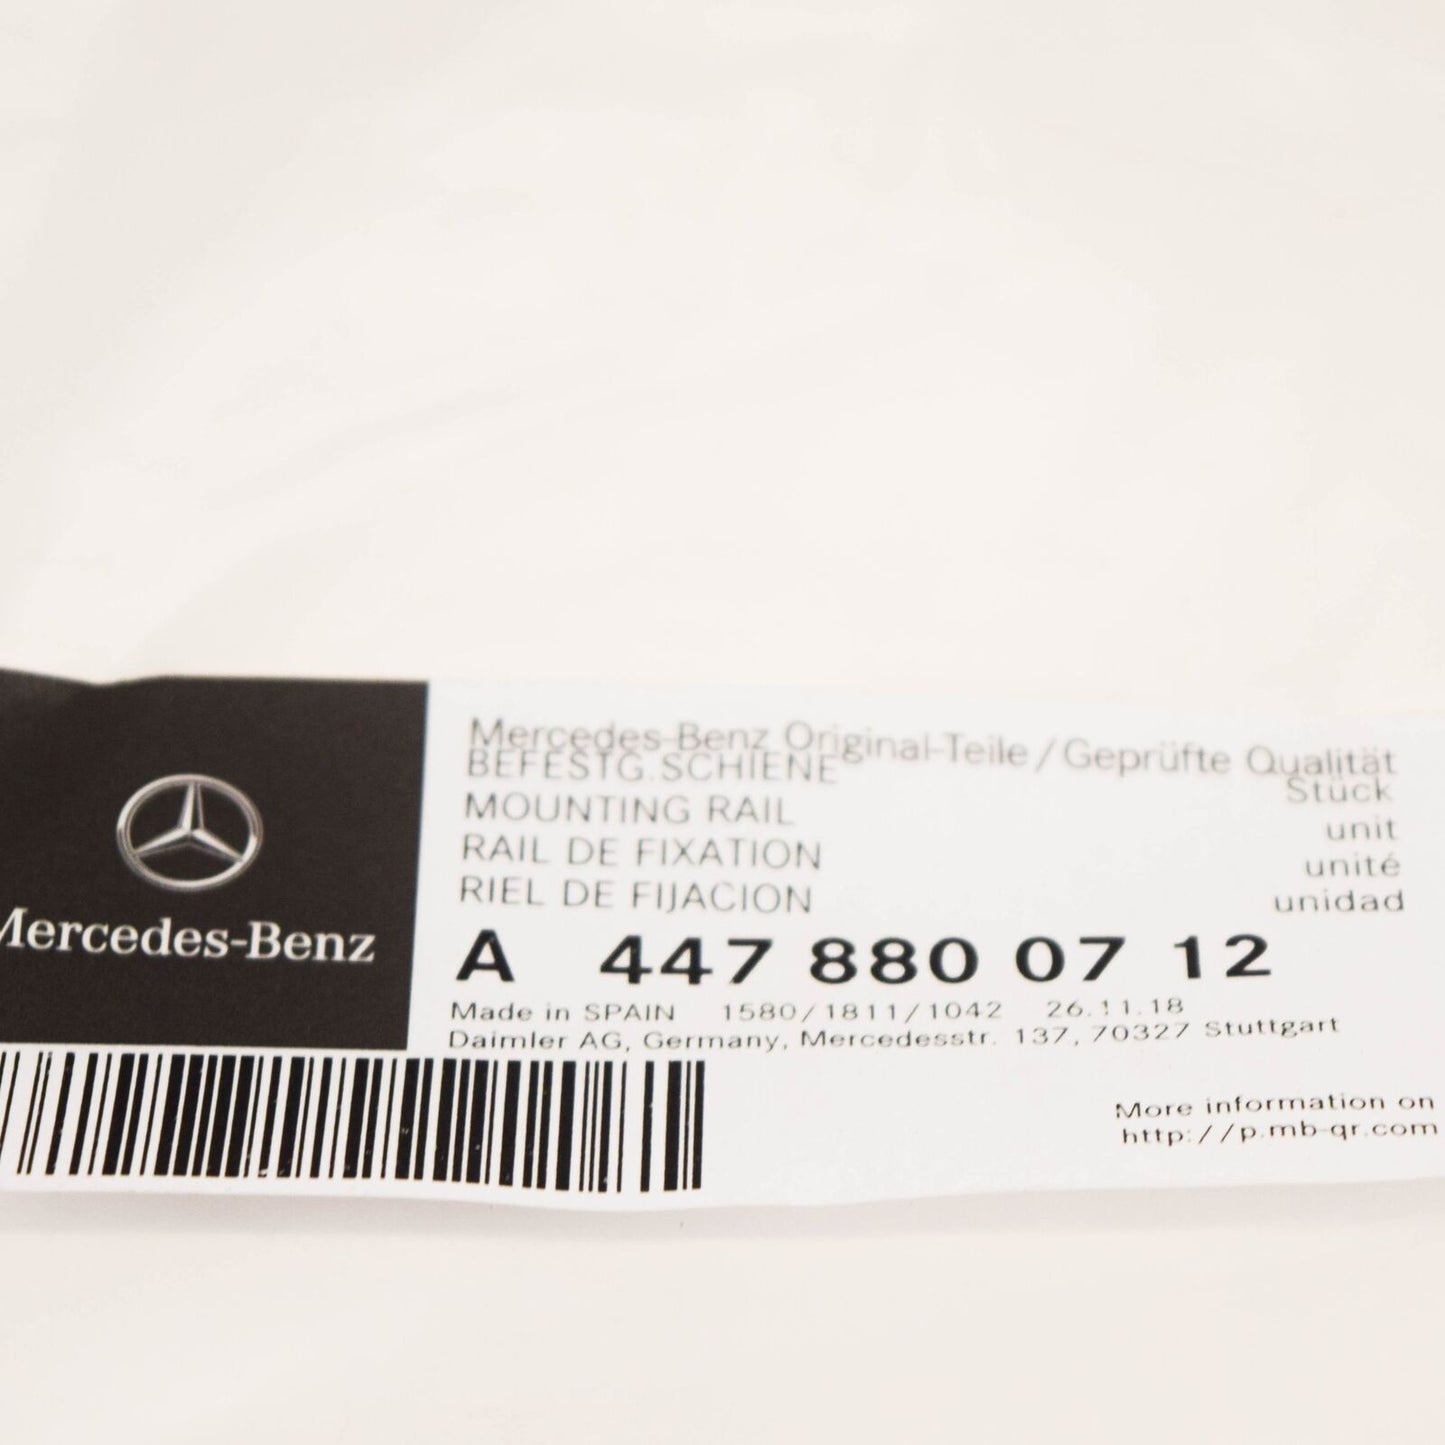 Mercedes-Benz
Mercedes-Benz Original-Teile / Geprüfte Qualität
BEFESTG.SCHIENE Stück
MOUNTING RAIL unit
RAIL DE FIXATION unité
RIEL DE FIJACION unidad
A 447 880 07 12
Made in SPAIN 1580/1811/1042 26.11.18
Daimler AG, Germany, Mercedesstr. 137, 70327 Stuttgart
More information on
http://p.mb-qr.com